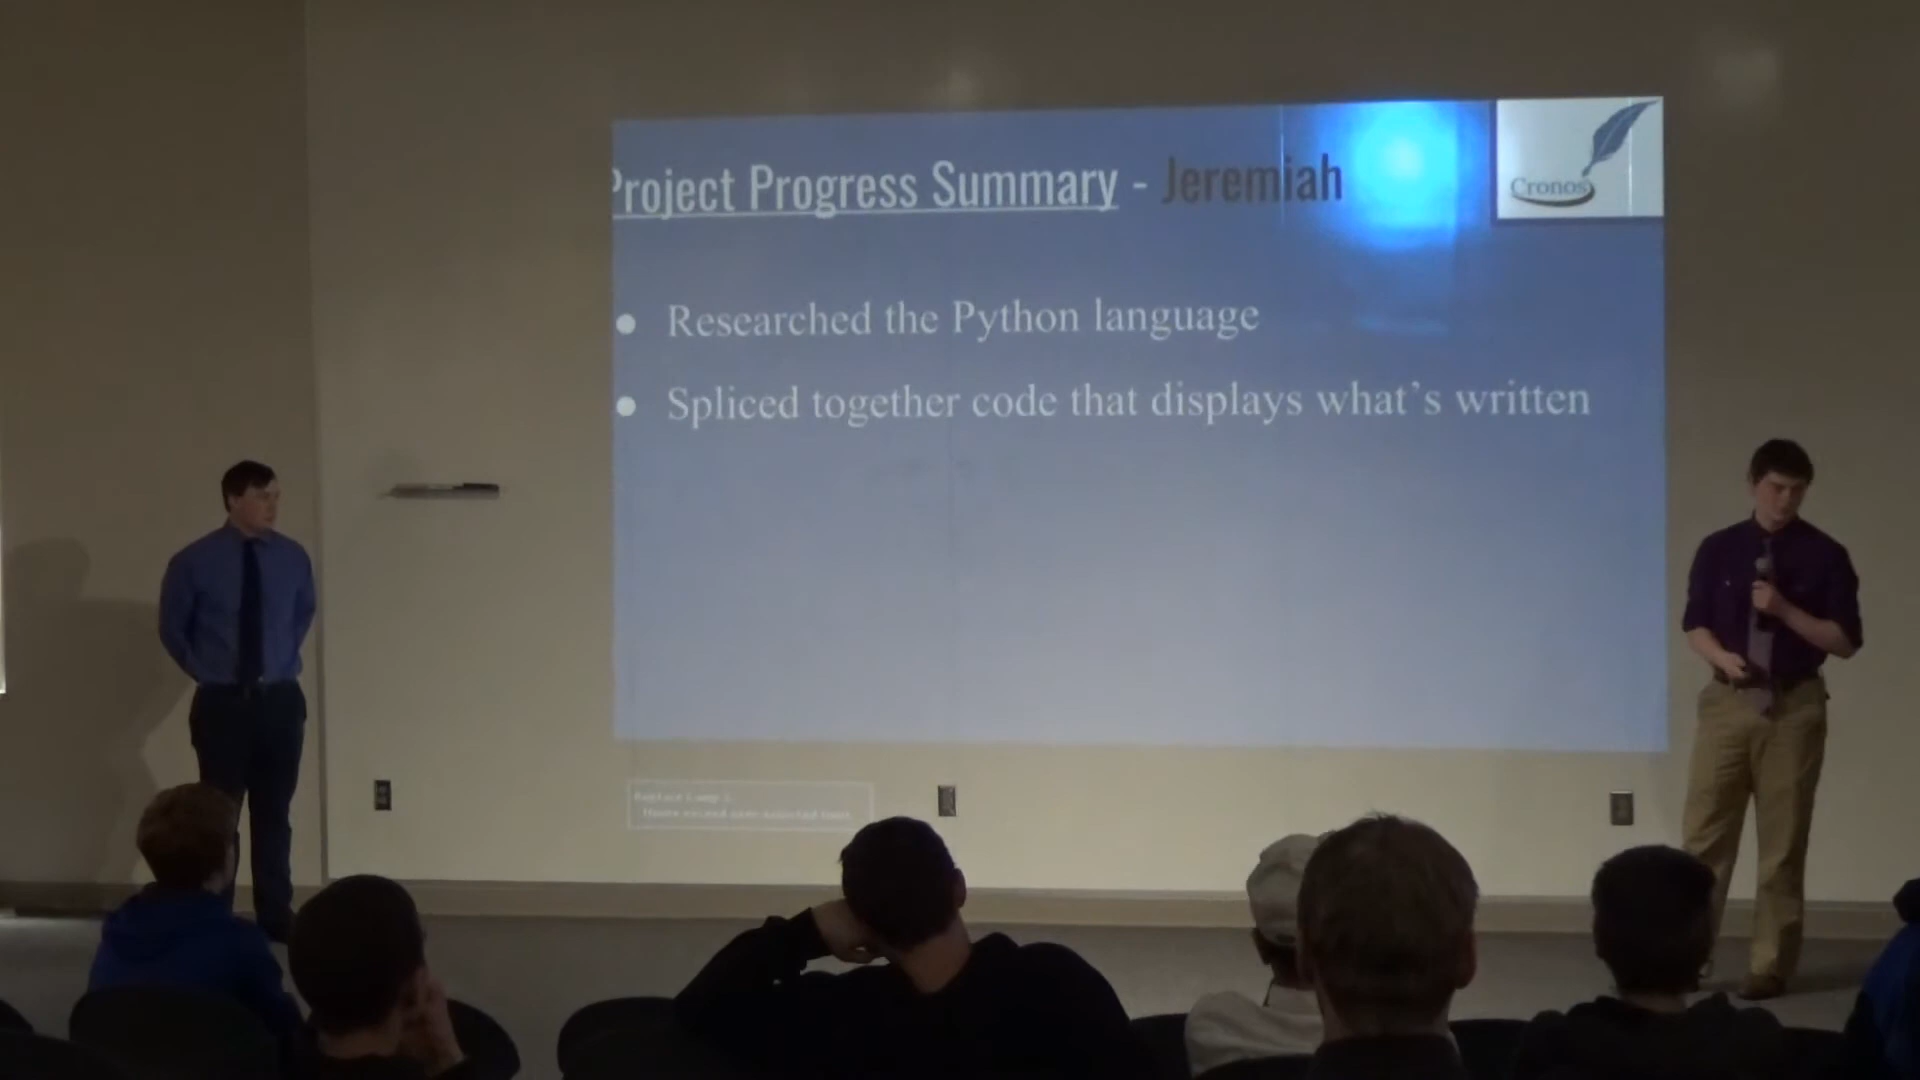 Project Progress Summary - Jeremiah
Cronos
● Researched the Python language
● Spliced together code that displays what's written